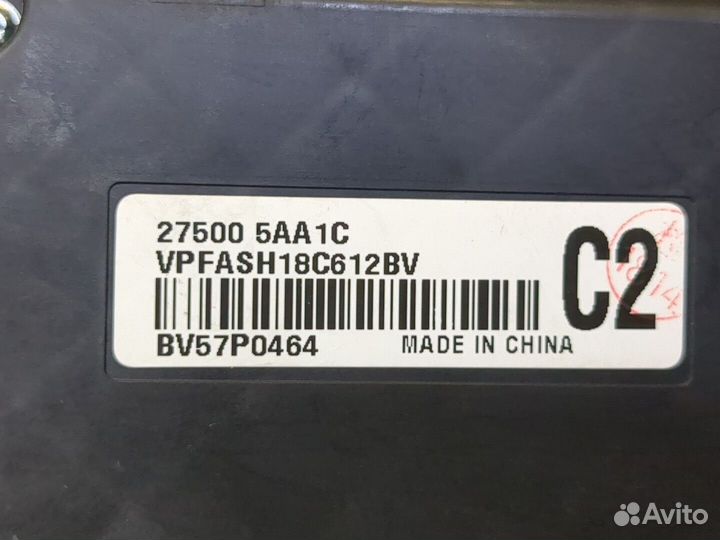 27500 5AA1C
VPFASH18C612BV
C2
BV57P0464
MADE IN CHINA
Avito